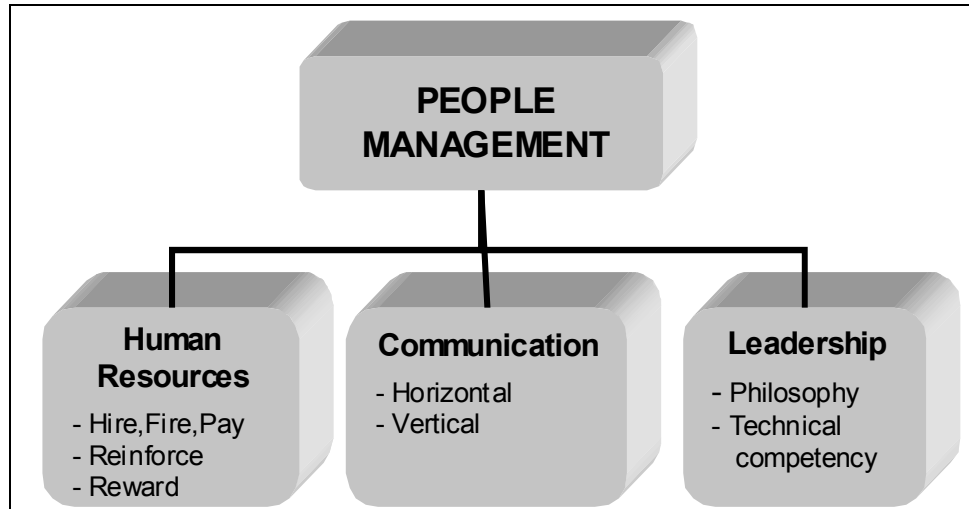 PEOPLE
MANAGEMENT
Human
Resources
- Hire,Fire,Pay
- Reinforce
- Reward
Communication
- Horizontal
- Vertical
Leadership
- Philosophy
- Technical
competency